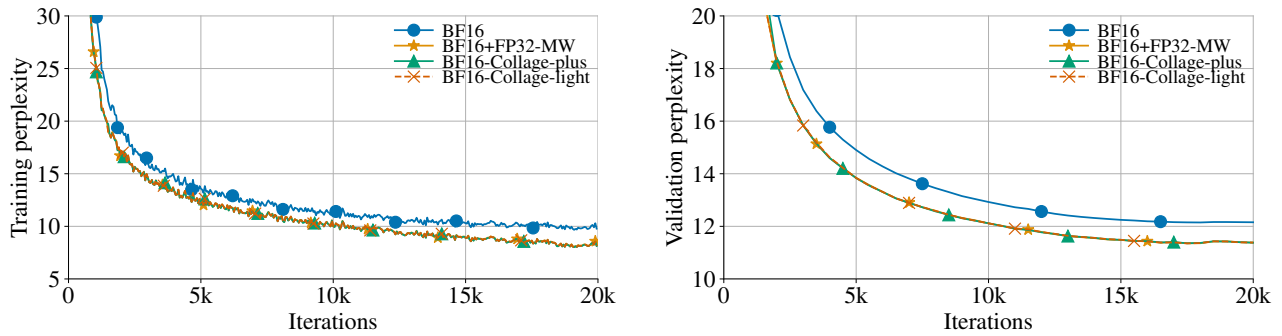 30
25
20
15
10
5
0
5k
10k
15k
20k
Training perplexity
Iterations
BF16
BF16+FP32-MW
BF16-Collage-plus
BF16-Collage-light
20
18
16
14
12
10
0
5k
10k
15k
20k
Validation perplexity
Iterations
BF16
BF16+FP32-MW
BF16-Collage-plus
BF16-Collage-light